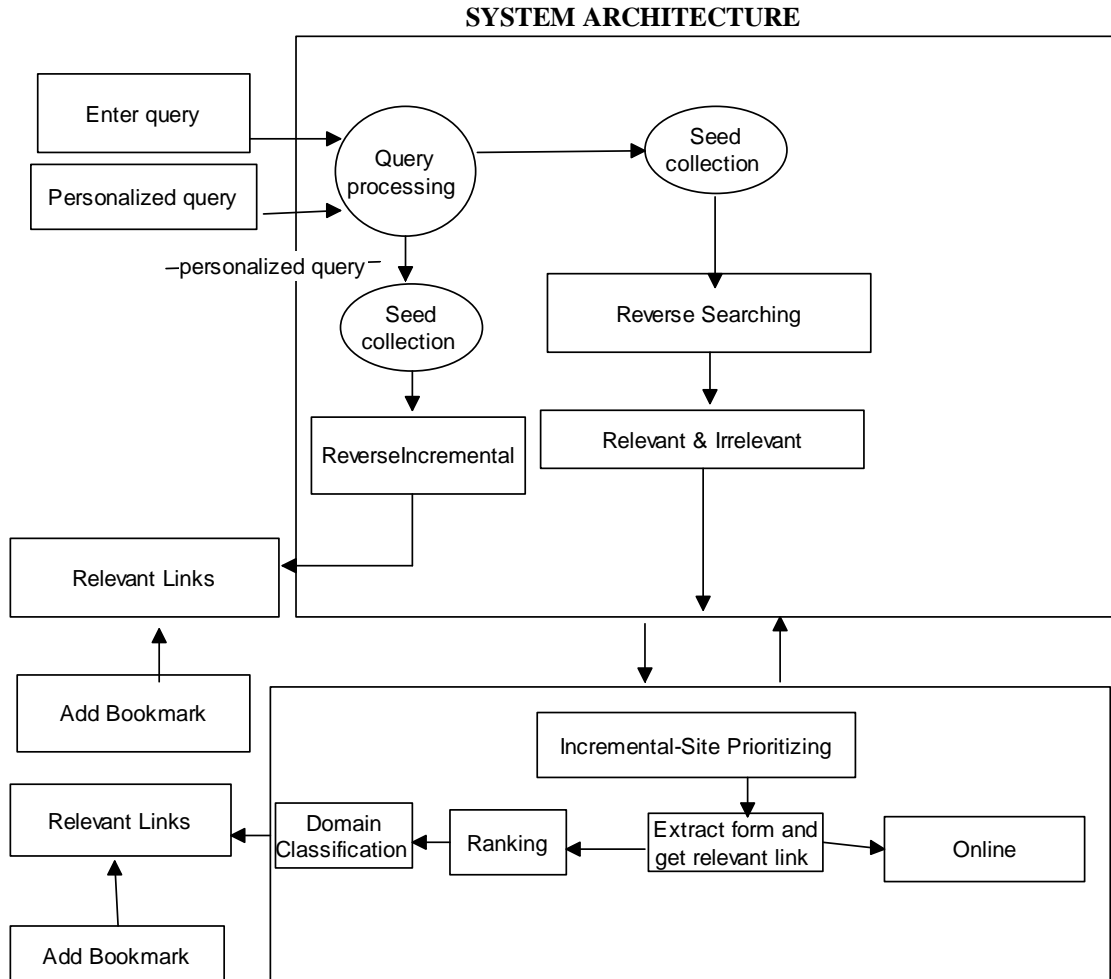 SYSTEM ARCHITECTURE
Enter query
Personalized query
Query
processing
Seed
collection
personalized query
Seed
collection
Reverse Searching
ReverseIncremental
Relevant & Irrelevant
Relevant Links
Add Bookmark
Incremental-Site Prioritizing
Relevant Links
Domain
Classification
Ranking
Extract form and
get relevant link
Online
Add Bookmark